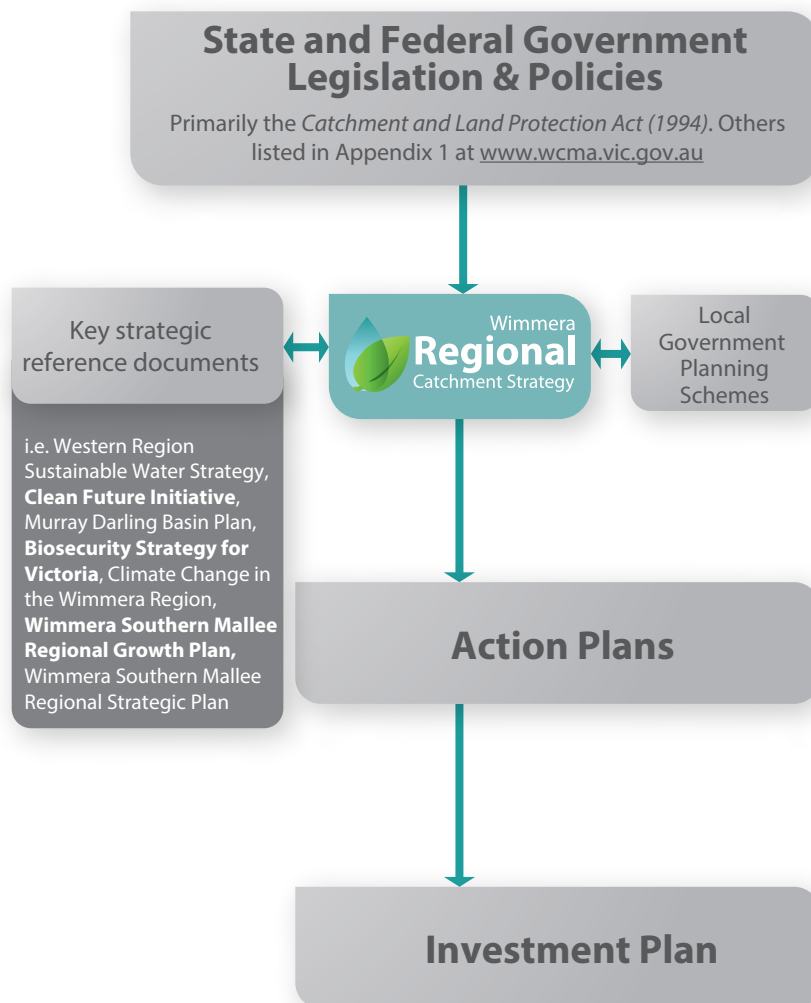 State and Federal Government
Legislation & Policies
Primarily the Catchment and Land Protection Act (1994). Others
listed in Appendix 1 at www.wcma.vic.gov.au
Key strategic
reference documents
i.e. Western Region
Sustainable Water Strategy,
Clean Future Initiative,
Murray Darling Basin Plan,
Biosecurity Strategy for
Victoria, Climate Change in
the Wimmera Region,
Wimmera Southern Mallee
Regional Growth Plan,
Wimmera Southern Mallee
Regional Strategic Plan
Wimmera
Regional
Catchment Strategy
Local
Government
Planning
Schemes
Action Plans
Investment Plan